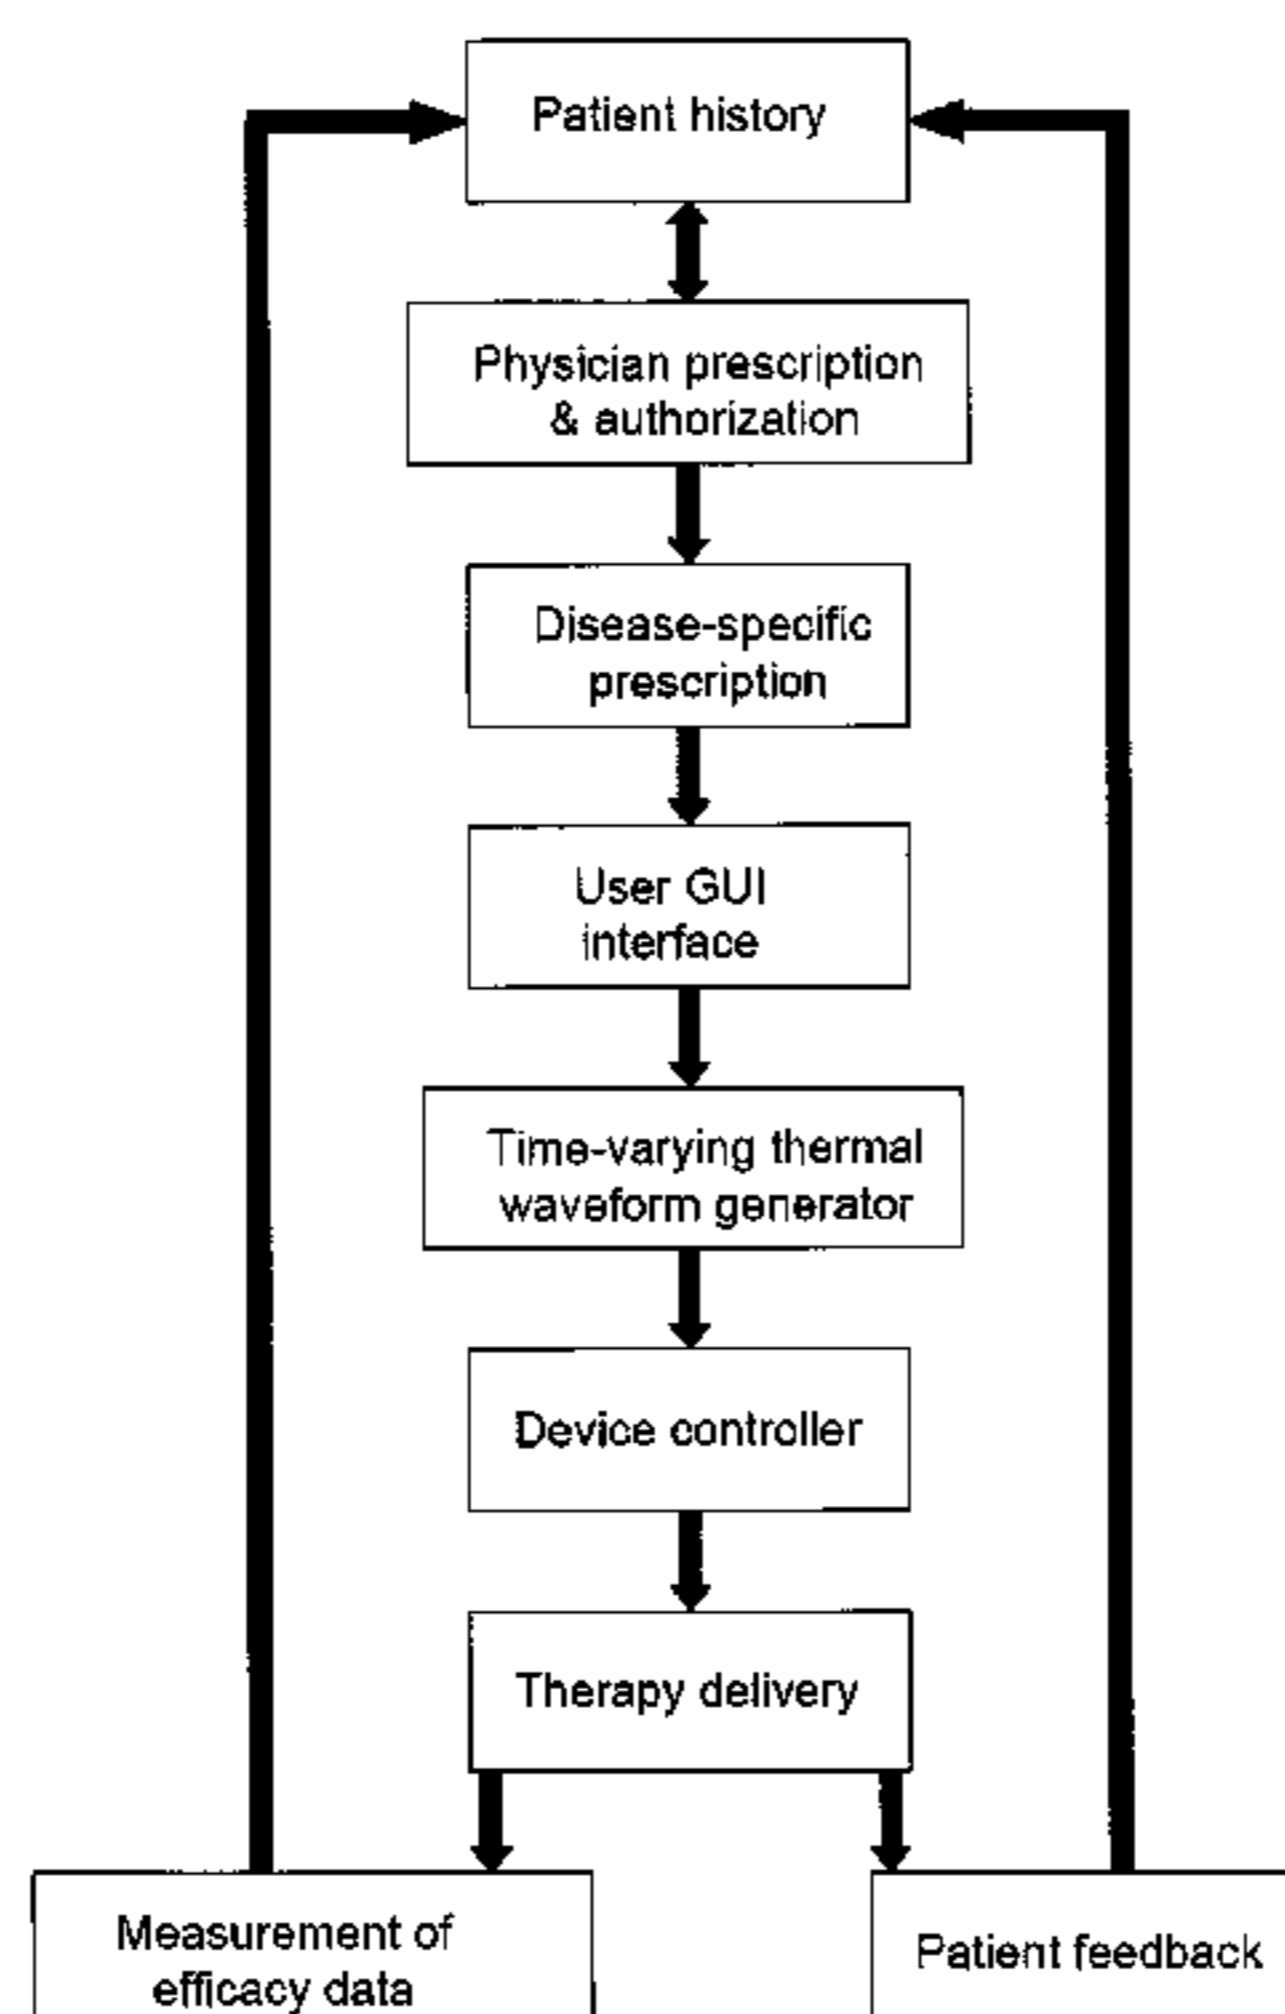 Patient history
Physician prescription
& authorization
Disease-specific
prescription
User GUI
interface
Time-varying thermal
waveform generator
Device controller
Therapy delivery
Measurement of
efficacy data
Patient feedback